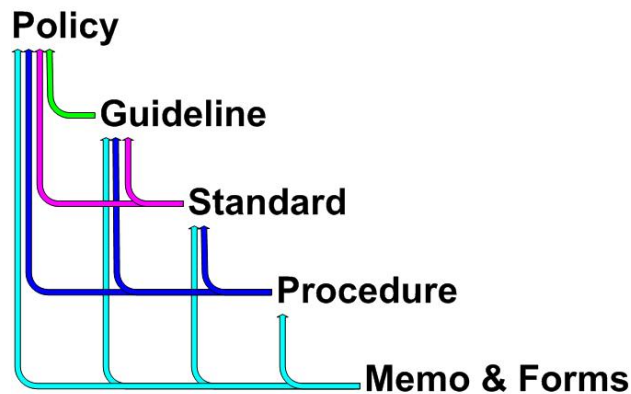 Policy
Guideline
Standard
Procedure
Memo & Forms